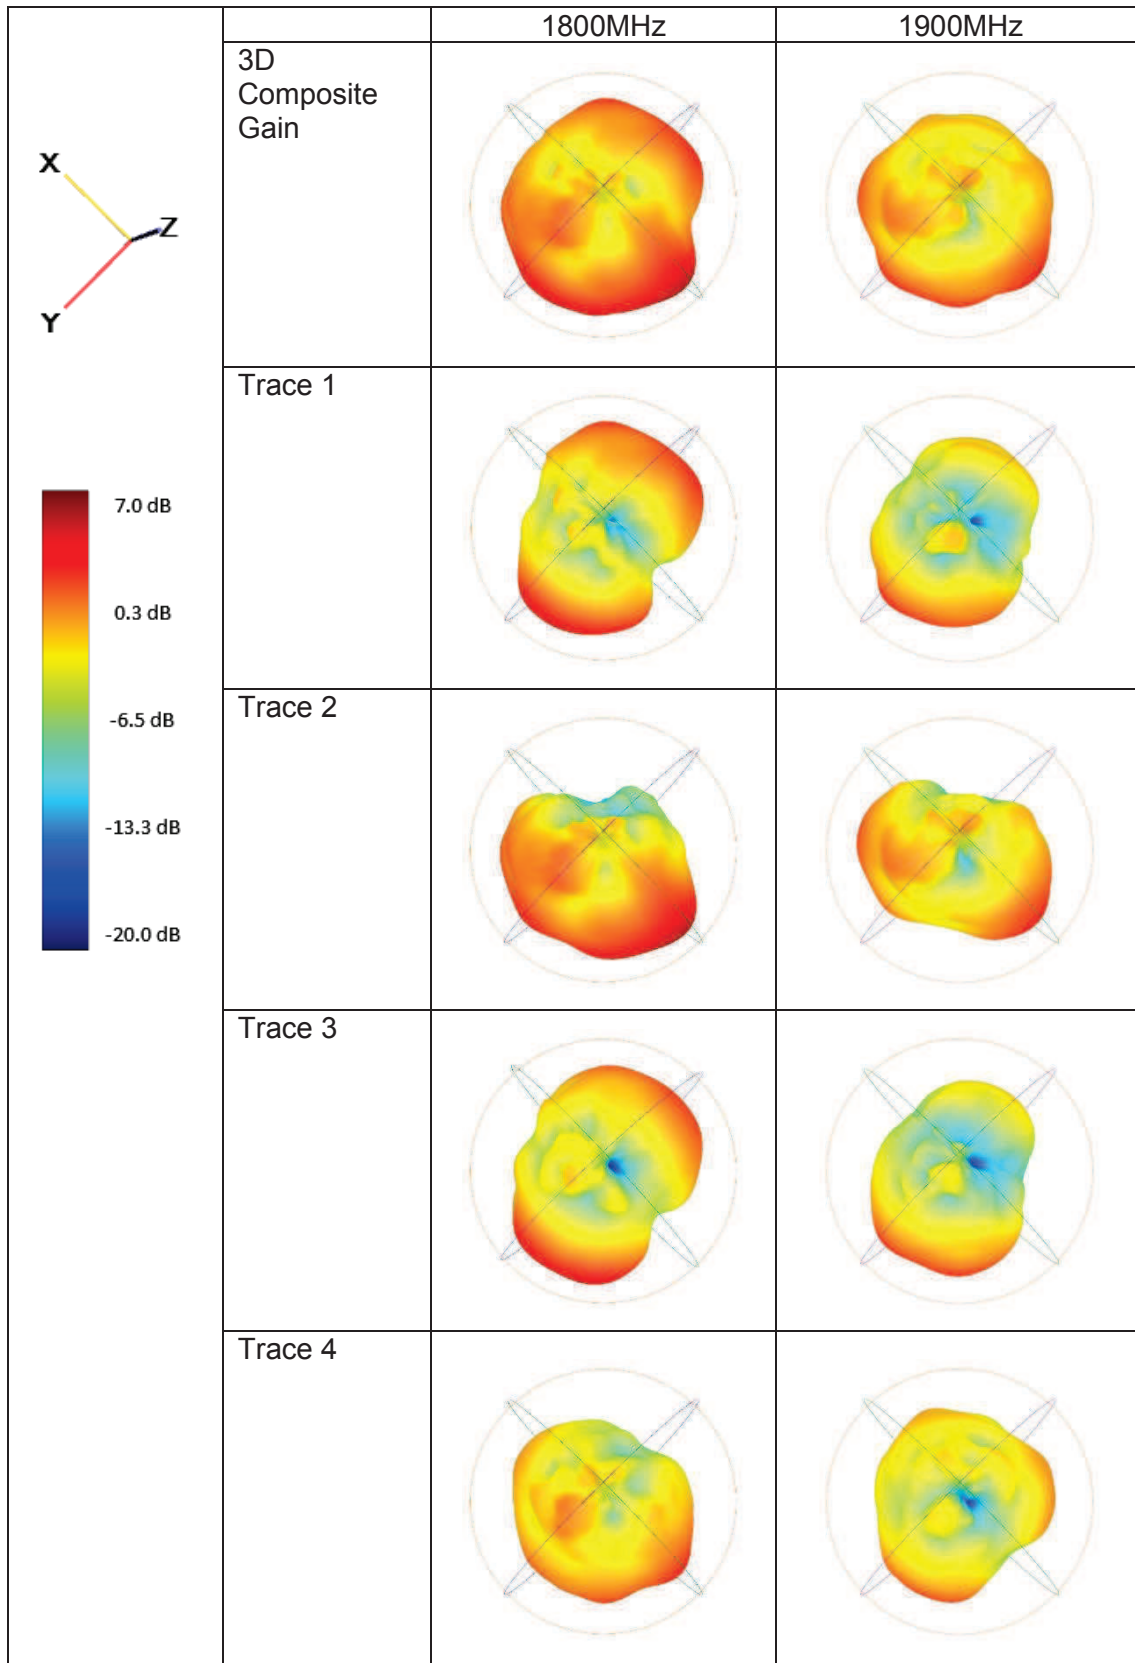 1800MHz
1900MHz
3D
Composite
Gain
X
Z
Y
Trace 1
7.0 dB
0.3 dB
-6.5 dB
-13.3 dB
-20.0 dB
Trace 2
Trace 3
Trace 4